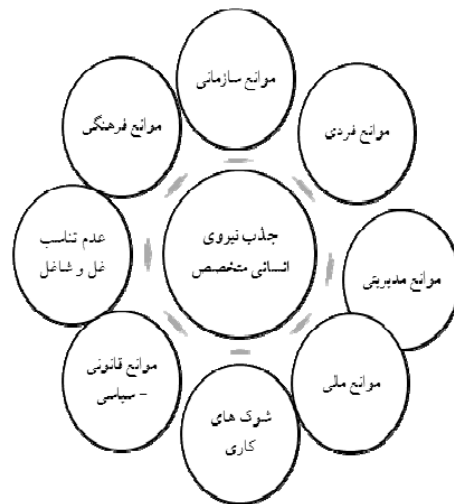 موانع سازمانی
موانع فردی
موانع مدیریتی
موانع مالی
شوک های
کاری
موانع قانونی
- سیاسی
عدم تناسب
غل و شاغل
موانع فرهنگی
جذب نیروی
انسانی متخصص